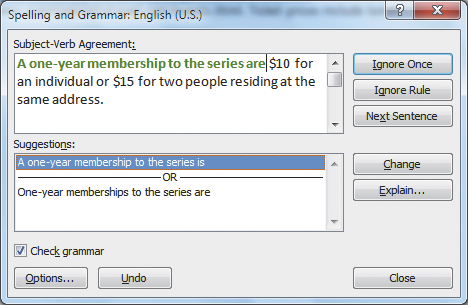 Spelling and Grammar: English (U.S.)
Subject-Verb Agreement:
A one-year membership to the series are $10 for
an individual or $15 for two people residing at the
same address.
Ignore Once
Ignore Rule
Next Sentence
Suggestions:
A one-year membership to the series is
OR
One-year memberships to the series are
Change
Explain...
Check grammar
Options...
Undo
Close